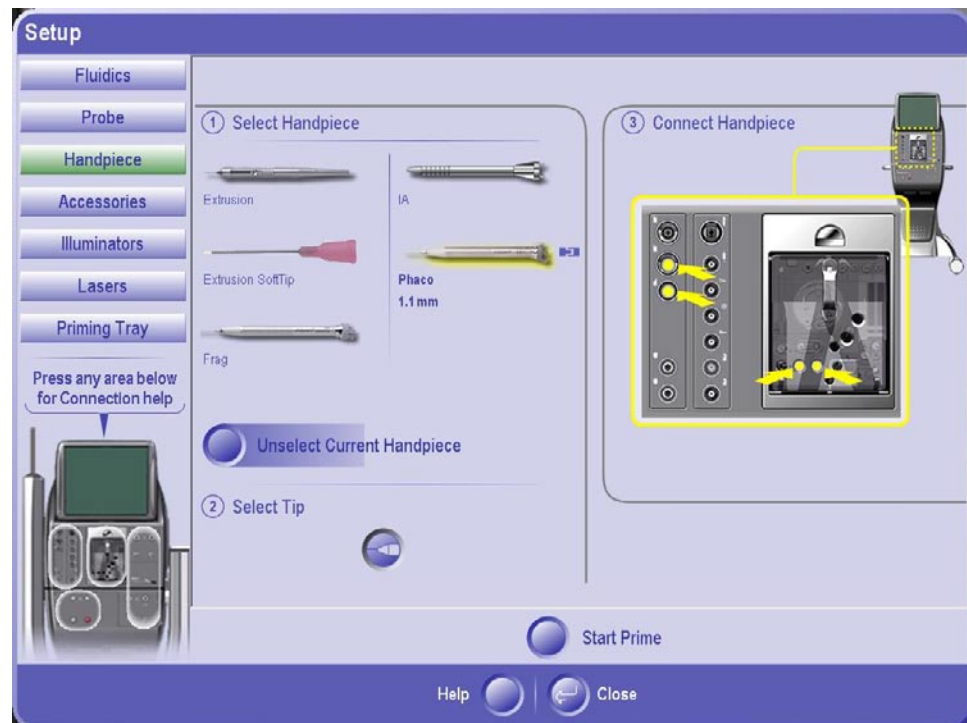 Setup
Fluidics
Probe
Handpiece
Accessories
Illuminators
Lasers
Priming Tray
Press any area below
for Connection help
1 Select Handpiece
Extrusion
IA
Extrusion SoftTip
Phaco
1.1 mm
Frag
Unselect Current Handpiece
2 Select Tip
3 Connect Handpiece
Start Prime
Help
Close